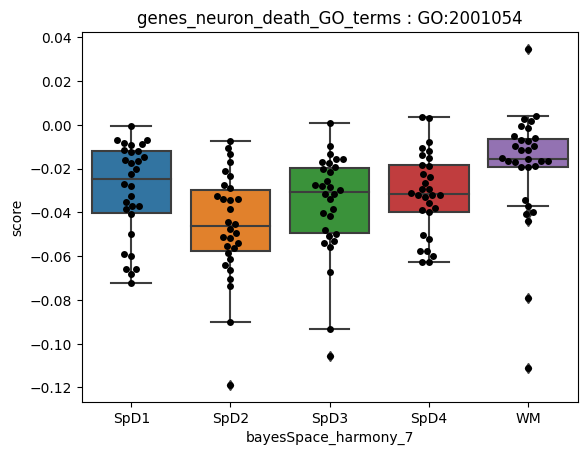 genes_neuron_death_GO_terms : GO:2001054
0.04
0.02
0.00
−0.02
−0.04
−0.06
−0.08
−0.10
−0.12
score
SpD1 SpD2 SpD3 SpD4 WM
bayesSpace_harmony_7